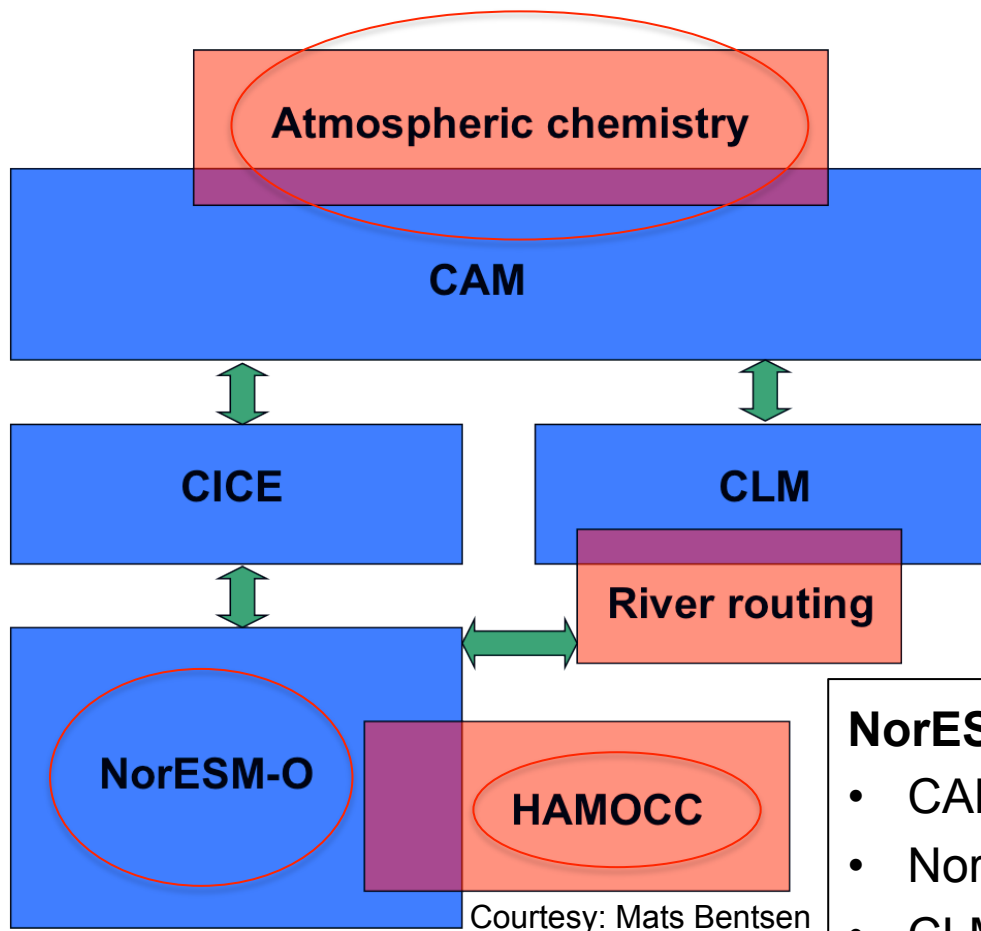 Atmospheric chemistry
CAM
CICE
CLM
River routing
NorESM-O
HAMOCC
Courtesy: Mats Bentsen